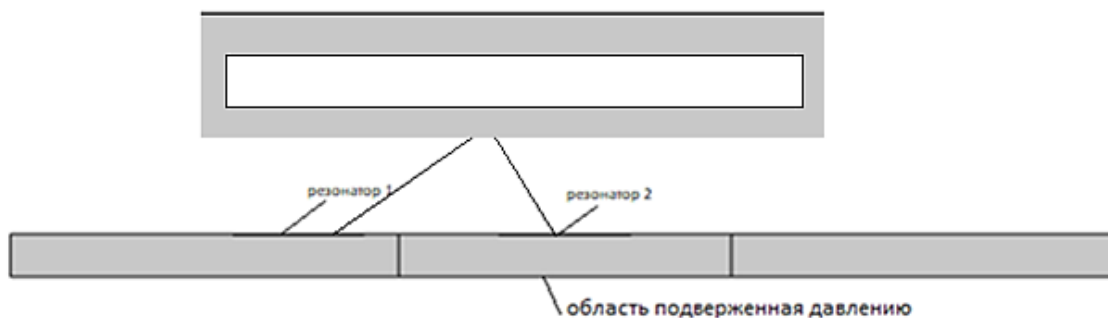 резонатор 1
резонатор 2
область подверженная давлению